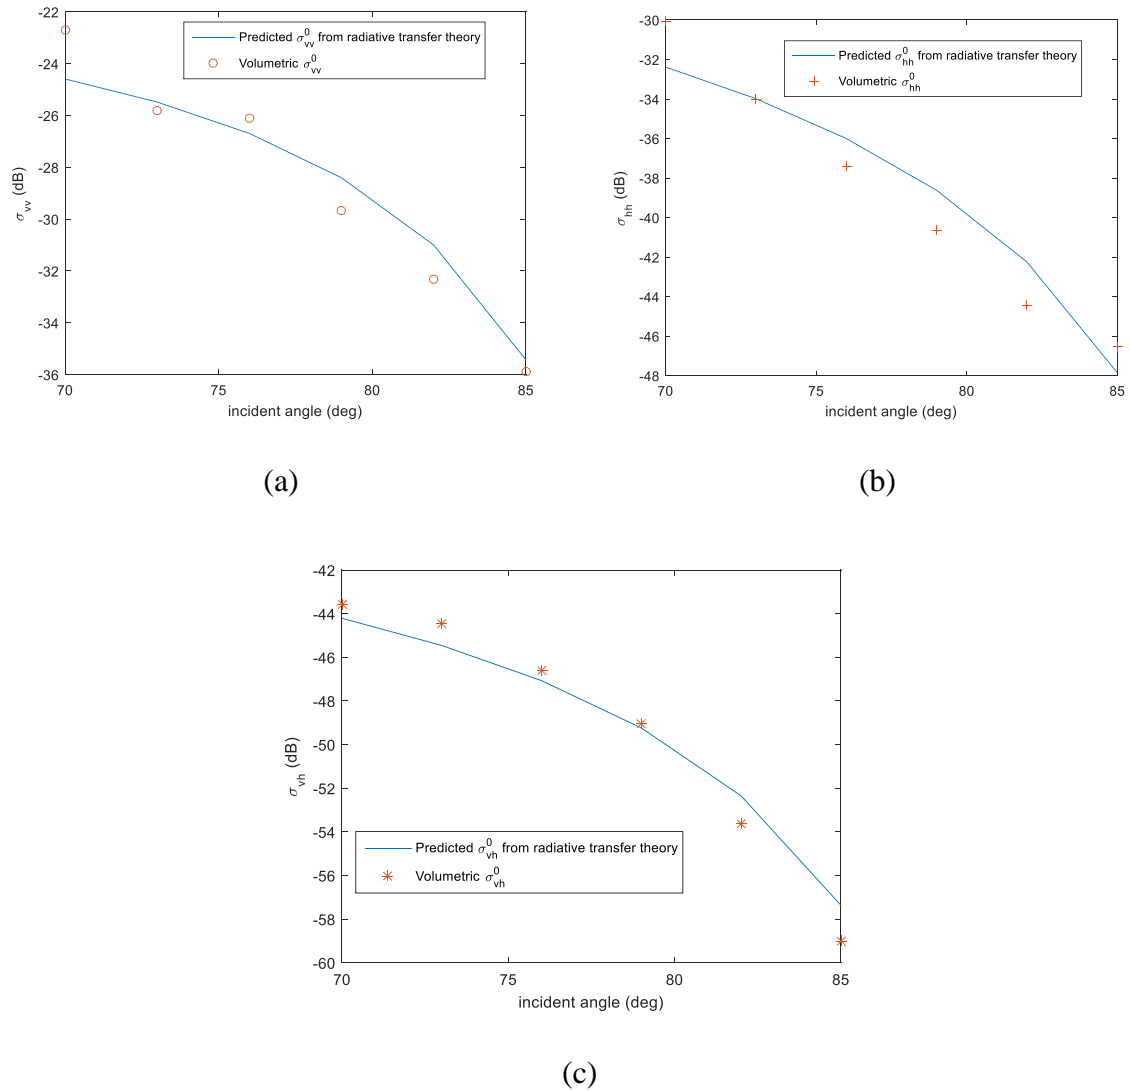 -22
-24
-26
-28
-30
-32
-34
-36
σvv (dB)
Predicted σ⁰vv from radiative transfer theory
Volumetric σ⁰vv
70 75 80 85
incident angle (deg)
(a)
-30
-34
-36
-38
-40
-42
-44
-46
-48
σhh (dB)
Predicted σ⁰hh from radiative transfer theory
Volumetric σ⁰hh
70 75 80 85
incident angle (deg)
(b)
-42
-44
-46
-48
-50
-52
-54
-56
-58
-60
σvh (dB)
Predicted σ⁰vh from radiative transfer theory
Volumetric σ⁰vh
70 75 80 85
incident angle (deg)
(c)